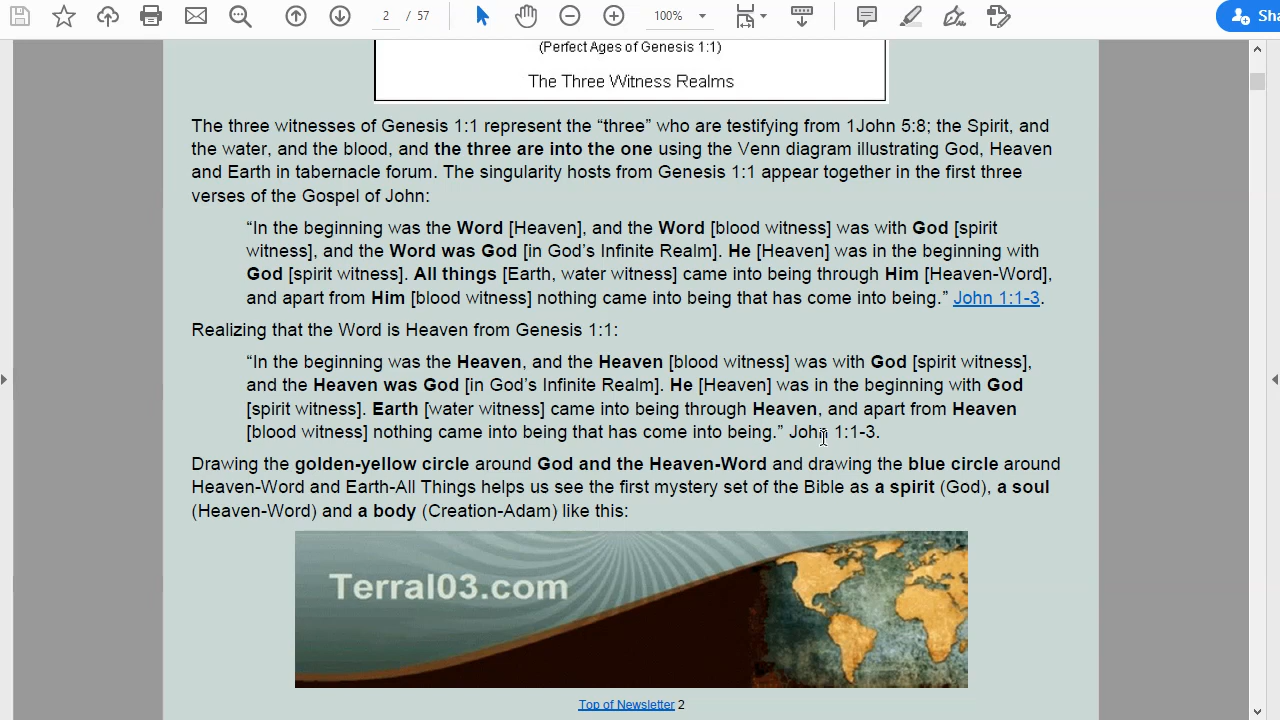 2 / 57
100%
Sha
(Perfect Ages of Genesis 1:1)
The Three Witness Realms
The three witnesses of Genesis 1:1 represent the “three” who are testifying from 1John 5:8; the Spirit, and
the water, and the blood, and the three are into the one using the Venn diagram illustrating God, Heaven
and Earth in tabernacle forum. The singularity hosts from Genesis 1:1 appear together in the first three
verses of the Gospel of John:
“In the beginning was the Word [Heaven], and the Word [blood witness] was with God [spirit
witness], and the Word was God [in God’s Infinite Realm]. He [Heaven] was in the beginning with
God [spirit witness]. All things [Earth, water witness] came into being through Him [Heaven-Word],
and apart from Him [blood witness] nothing came into being that has come into being.” John 1:1-3.
Realizing that the Word is Heaven from Genesis 1:1:
“In the beginning was the Heaven, and the Heaven [blood witness] was with God [spirit witness],
and the Heaven was God [in God’s Infinite Realm]. He [Heaven] was in the beginning with God
[spirit witness]. Earth [water witness] came into being through Heaven, and apart from Heaven
[blood witness] nothing came into being that has come into being.” John 1:1-3.
Drawing the golden-yellow circle around God and the Heaven-Word and drawing the blue circle around
Heaven-Word and Earth-All Things helps us see the first mystery set of the Bible as a spirit (God), a soul
(Heaven-Word) and a body (Creation-Adam) like this:
Terral03.com
Top of Newsletter 2